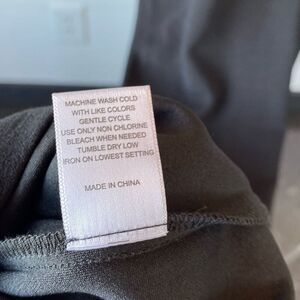 MACHINE WASH COLD
WITH LIKE COLORS
GENTLE CYCLE
USE ONLY NON CHLORINE
BLEACH WHEN NEEDED
TUMBLE DRY LOW
IRON ON LOWEST SETTING
MADE IN CHINA